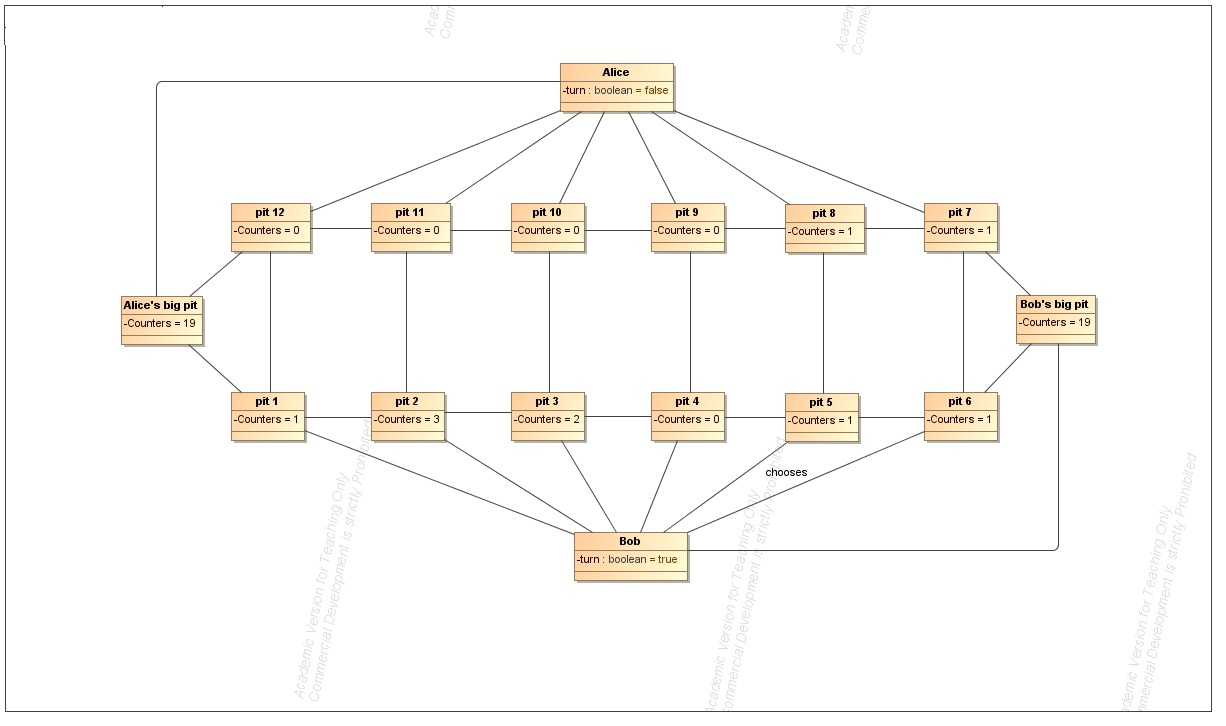 Alice
-turn : boolean = false
pit 12
-Counters = 0
pit 11
-Counters = 0
pit 10
-Counters = 0
pit 9
-Counters = 0
pit 8
-Counters = 1
pit 7
-Counters = 1
Alice's big pit
-Counters = 19
Bob's big pit
-Counters = 19
pit 1
-Counters = 1
pit 2
-Counters = 3
pit 3
-Counters = 2
pit 4
-Counters = 0
pit 5
-Counters = 1
pit 6
-Counters = 1
chooses
Bob
-turn : boolean = true
Academic Version for Teaching Only
Commercial Development is strictly Prohibited
Academic Version for Teaching Only
Commercial Development is strictly Prohibited
Academic Version for Teaching Only
Commercial Development is strictly Prohibited